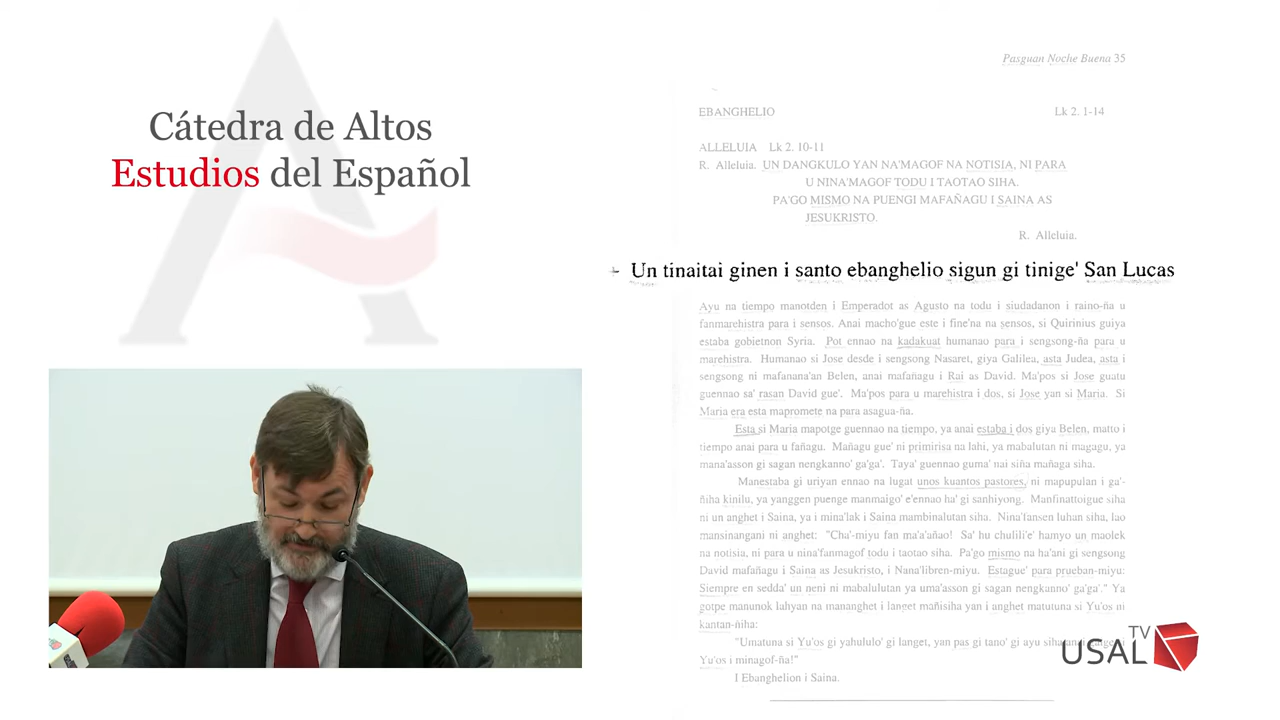 Cátedra de Altos
Estudios del Español
Pasguan Noche Buena 35
EBANGHELIO Lk 2. 1-14
ALLELUIA Lk 2. 10-11
R. Alleluia. UN DANGKULO YAN NA'MAGOF NA NOTISIA, NI PARA
U NINA'MAGOF TODU I TAOTAO SIHA.
PA'GO MISMO NA PUENGI MAFAÑAGU I SAINA AS
JESUKRISTO.
R. Alleluia.
Un tinaitai ginen i santo ebanghelio sigun gi tinige' San Lucas
Ayu na tiempo manotden i Emperadot as Agusto na todu i siudadanon i raino-ña u
fanmarehistra para i sensos. Anai macho'gue este i fine'na na sensos, si Quirinius guiya
estaba gobietnon Syria. Pot ennao na kadakuat humanao para i sengsong-ña para u
marehistra. Humanao si Jose desde i sengsong Nasaret, giya Galilea, asta Judea, asta i
sengsong ni mafanana'an Belen, anai mafañagu i Rai as David. Ma'pos si Jose guatu
guennao sa' rasan David gue'. Ma'pos para u marehistra i dos, si Jose yan si Maria. Si
Maria era esta mapromete na para asagua-ña.
Esta si Maria mapotge guennao na tiempo, ya anai estaba i dos giya Belen, matto i
tiempo anai para u fañagu. Mañagu gue' ni primirisa na lahi, ya mabalutan ni magagu, ya
mana'asson gi sagan nengkanno' ga'ga'. Taya' guennao guma' nai siña mañaga siha.
Manestaba gi uriyan ennao na lugat unos kuantos pastores, ni mapupulan i ga'-
ñiha kinilu, ya yanggen puenge manmaigo' e'ennao ha' gi sanhiyong. Manfinattoigue siha
ni un anghet i Saina, ya i mina'lak i Saina mambinalutan siha. Nina'fansen luhan siha, lao
mansinangani ni anghet: "Cha'-miyu fan ma'a'añao! Sa' hu chulili'e' hamyo un maolek
na notisia, ni para u nina'fanmagof todu i taotao siha. Pa'go mismo na ha'ani gi sengsong
David mafañagu i Saina as Jesukristo, i Nana'libren-miyu. Estague' para prueban-miyu:
Siempre en sedda' un neni ni mabalulutan ya uma'asson gi sagan nengkanno' ga'ga'." Ya
gotpe manunok lahyan na mananghet i langet mañisiha yan i anghet matutuna si Yu'os ni
kantan-ñiha:
"Umatuna si Yu'os gi yahululo' gi langet, yan pas gi tano' gi ayu siha
Yu'os i minagof-ña!"
I Ebanghelion i Saina.
USAL TV